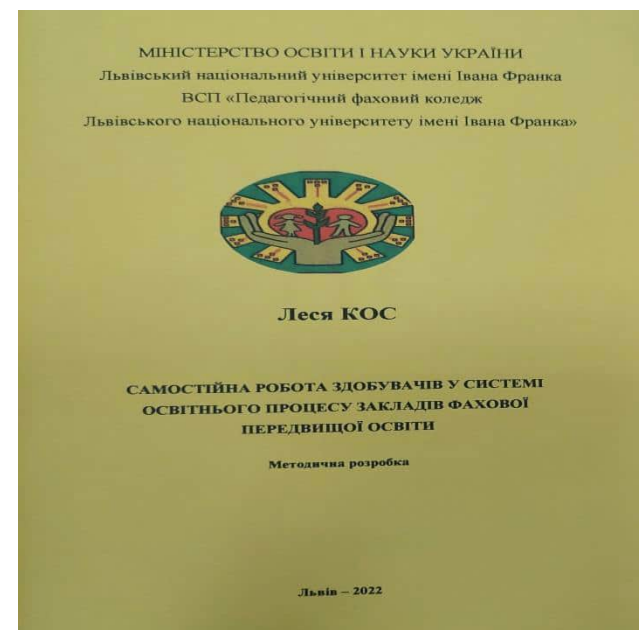 МІНІСТЕРСТВО ОСВІТИ І НАУКИ УКРАЇНИ
Львівський національний університет імені Івана Франка
ВСП «Педагогічний фаховий коледж
Львівського національного університету імені Івана Франка»
Леся КОС
САМОСТІЙНА РОБОТА ЗДОБУВАЧІВ У СИСТЕМІ
ОСВІТНЬОГО ПРОЦЕСУ ЗАКЛАДІВ ФАХОВОЇ
ПЕРЕДВИЩОЇ ОСВІТИ
Методична розробка
Львів – 2022